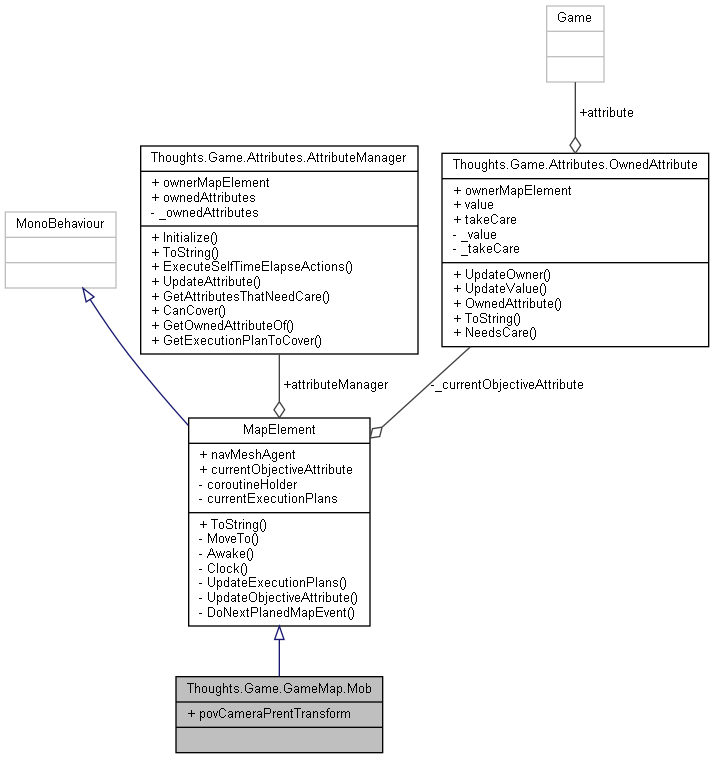 Game
+attribute
Thoughts.Game.Attributes.AttributeManager
+ ownerMapElement
+ ownedAttributes
- _ownedAttributes
+ Initialize()
+ ToString()
+ ExecuteSelfTimeElapseActions()
+ UpdateAttribute()
+ GetAttributesThatNeedCare()
+ CanCover()
+ GetOwnedAttributeOf()
+ GetExecutionPlanToCover()
Thoughts.Game.Attributes.OwnedAttribute
+ ownerMapElement
+ value
+ takeCare
- _value
- _takeCare
+ UpdateOwner()
+ UpdateValue()
+ OwnedAttribute()
+ ToString()
+ NeedsCare()
MonoBehaviour
+attributeManager
-_currentObjectiveAttribute
MapElement
+ navMeshAgent
+ currentObjectiveAttribute
- coroutineHolder
- currentExecutionPlans
+ ToString()
- MoveTo()
- Awake()
- Clock()
- UpdateExecutionPlans()
- UpdateObjectiveAttribute()
- DoNextPlanedMapEvent()
Thoughts.Game.GameMap.Mob
+ povCameraPrentTransform